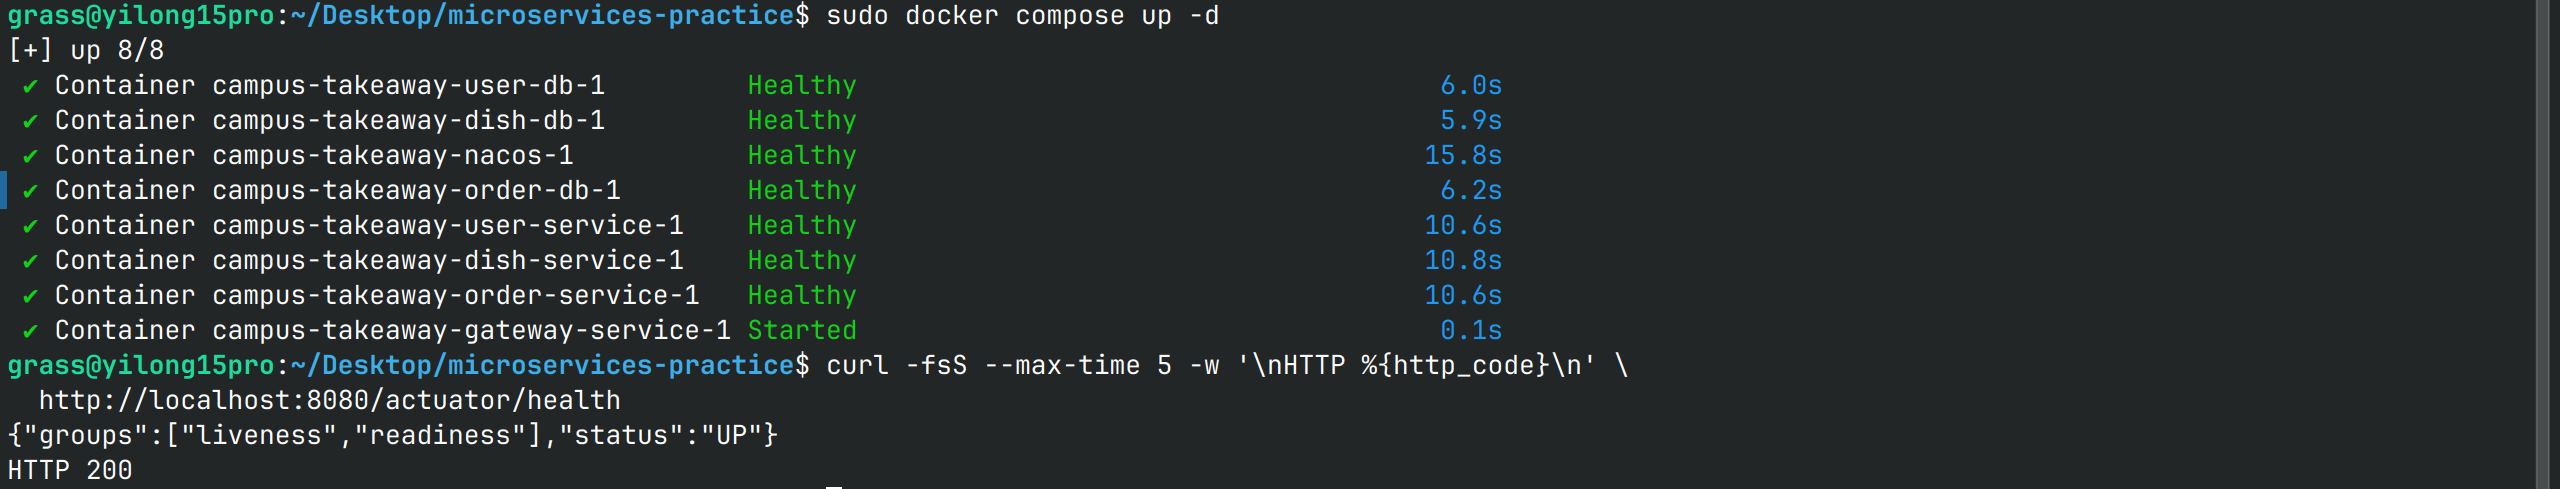 grass@yilong15pro:~/Desktop/microservices-practice$ sudo docker compose up -d
[+] up 8/8
✔ Container campus-takeaway-user-db-1 Healthy 6.0s
✔ Container campus-takeaway-dish-db-1 Healthy 5.9s
✔ Container campus-takeaway-nacos-1 Healthy 15.8s
✔ Container campus-takeaway-order-db-1 Healthy 6.2s
✔ Container campus-takeaway-user-service-1 Healthy 10.6s
✔ Container campus-takeaway-dish-service-1 Healthy 10.8s
✔ Container campus-takeaway-order-service-1 Healthy 10.6s
✔ Container campus-takeaway-gateway-service-1 Started 0.1s
grass@yilong15pro:~/Desktop/microservices-practice$ curl -fsS --max-time 5 -w '\nHTTP %{http_code}\n' \
  http://localhost:8080/actuator/health
{"groups":["liveness","readiness"],"status":"UP"}
HTTP 200